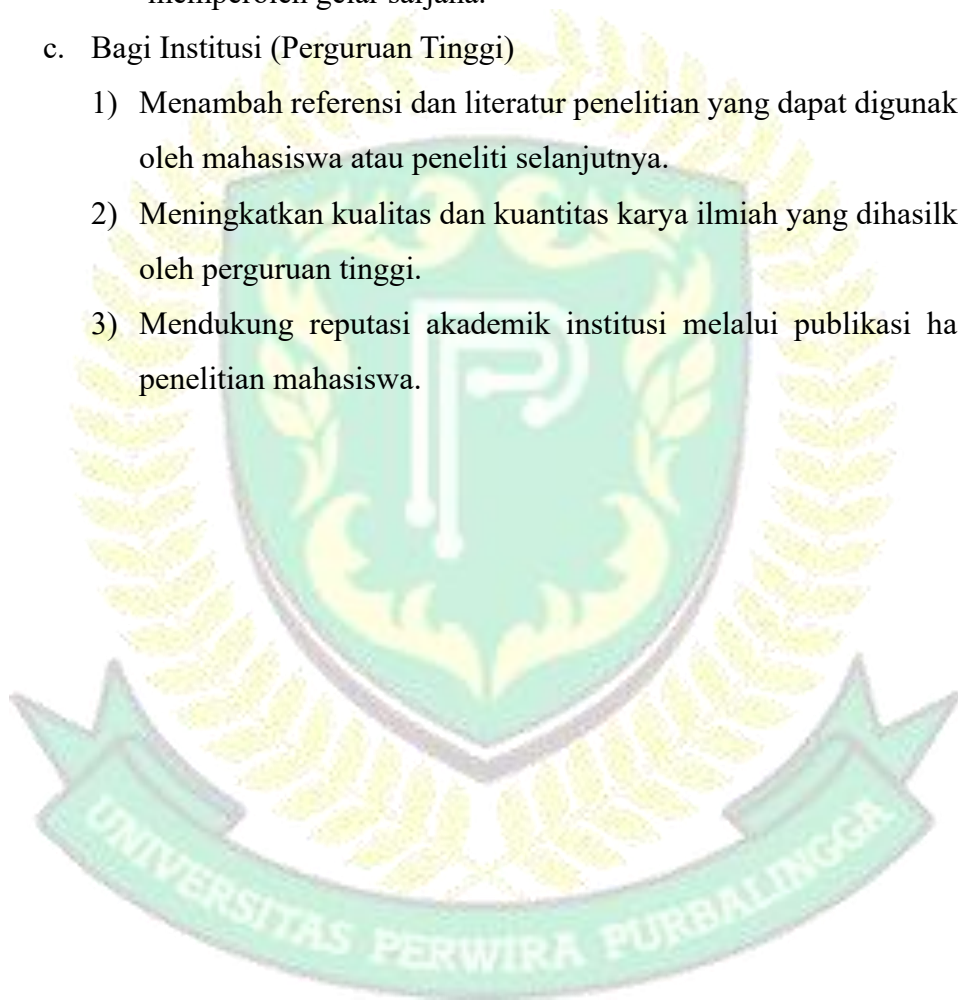 memperoleh gelar sarjana.
c. Bagi Institusi (Perguruan Tinggi)
1) Menambah referensi dan literatur penelitian yang dapat digunak
oleh mahasiswa atau peneliti selanjutnya.
2) Meningkatkan kualitas dan kuantitas karya ilmiah yang dihasilk
oleh perguruan tinggi.
3) Mendukung reputasi akademik institusi melalui publikasi ha
penelitian mahasiswa.
UNIVERSITAS PERWIRA PURBALINGGA